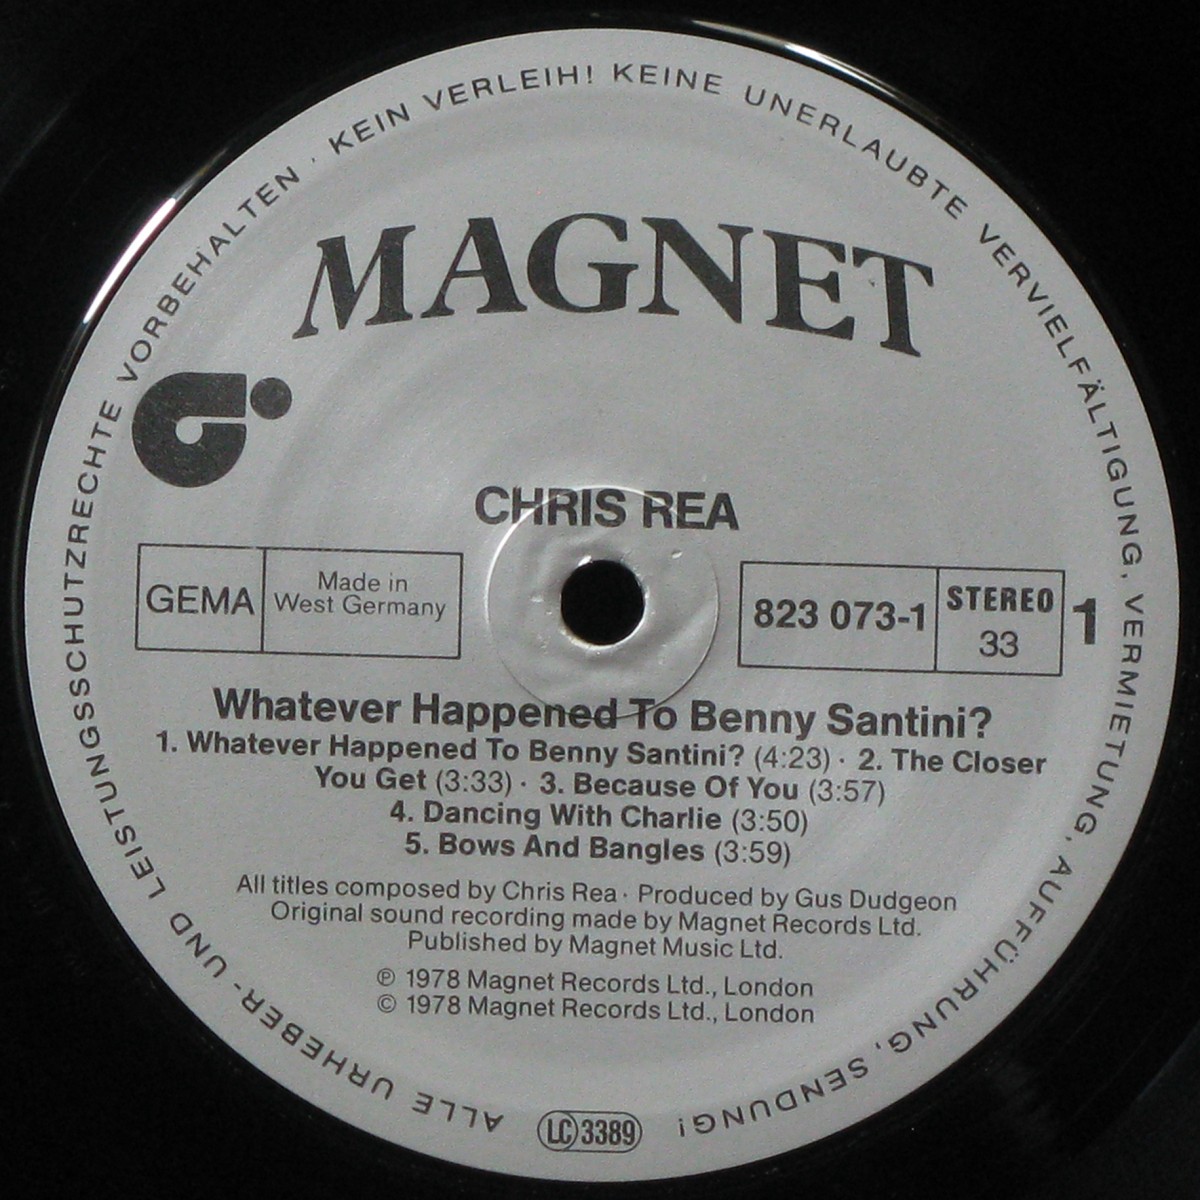 ALLE URHEBER- UND LEISTUNGSSCHUTZRECHTE VORBEHALTEN · KEIN VERLEIH! KEINE UNERLAUBTE VERVIELFÄLTIGUNG, VERMIETUNG, AUFFÜHRUNG, SENDUNG!
MAGNET
CHRIS REA
GEMA
Made in
West Germany
823 073-1
STEREO
33
1
Whatever Happened To Benny Santini?
1. Whatever Happened To Benny Santini? (4:23) · 2. The Closer
You Get (3:33) · 3. Because Of You (3:57)
4. Dancing With Charlie (3:50)
5. Bows And Bangles (3:59)
All titles composed by Chris Rea · Produced by Gus Dudgeon
Original sound recording made by Magnet Records Ltd.
Published by Magnet Music Ltd.
℗ 1978 Magnet Records Ltd., London
© 1978 Magnet Records Ltd., London
LC 3389